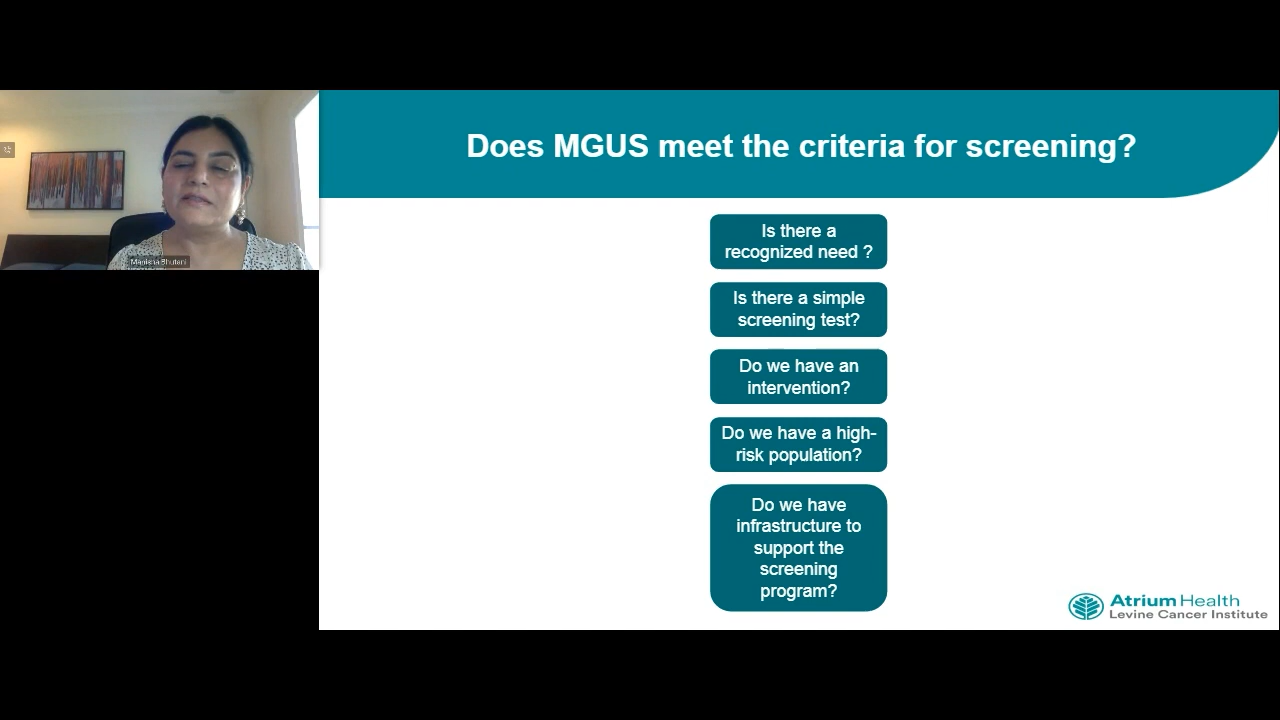 Does MGUS meet the criteria for screening?
Manisha Bhutani
Is there a
recognized need ?
Is there a simple
screening test?
Do we have an
intervention?
Do we have a high-
risk population?
Do we have
infrastructure to
support the
screening
program?
Atrium Health
Levine Cancer Institute